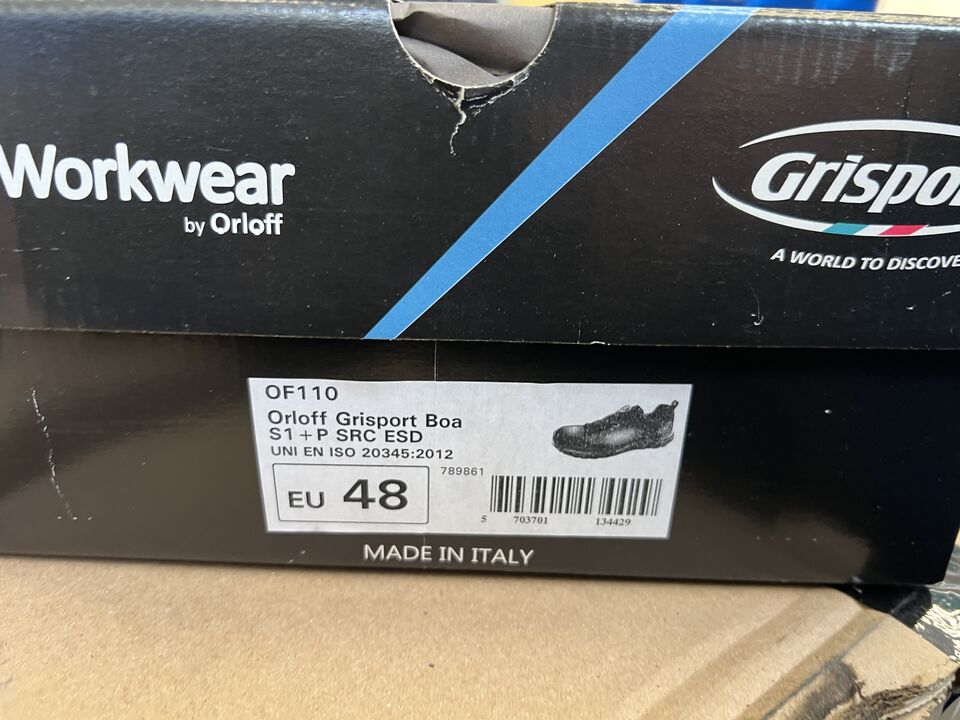 Workwear
by Orloff
Grispo
A WORLD TO DISCOVE
OF110
Orloff Grisport Boa
S1+P SRC ESD
UNI EN ISO 20345:2012
789861
EU 48
5 703701 134429
MADE IN ITALY